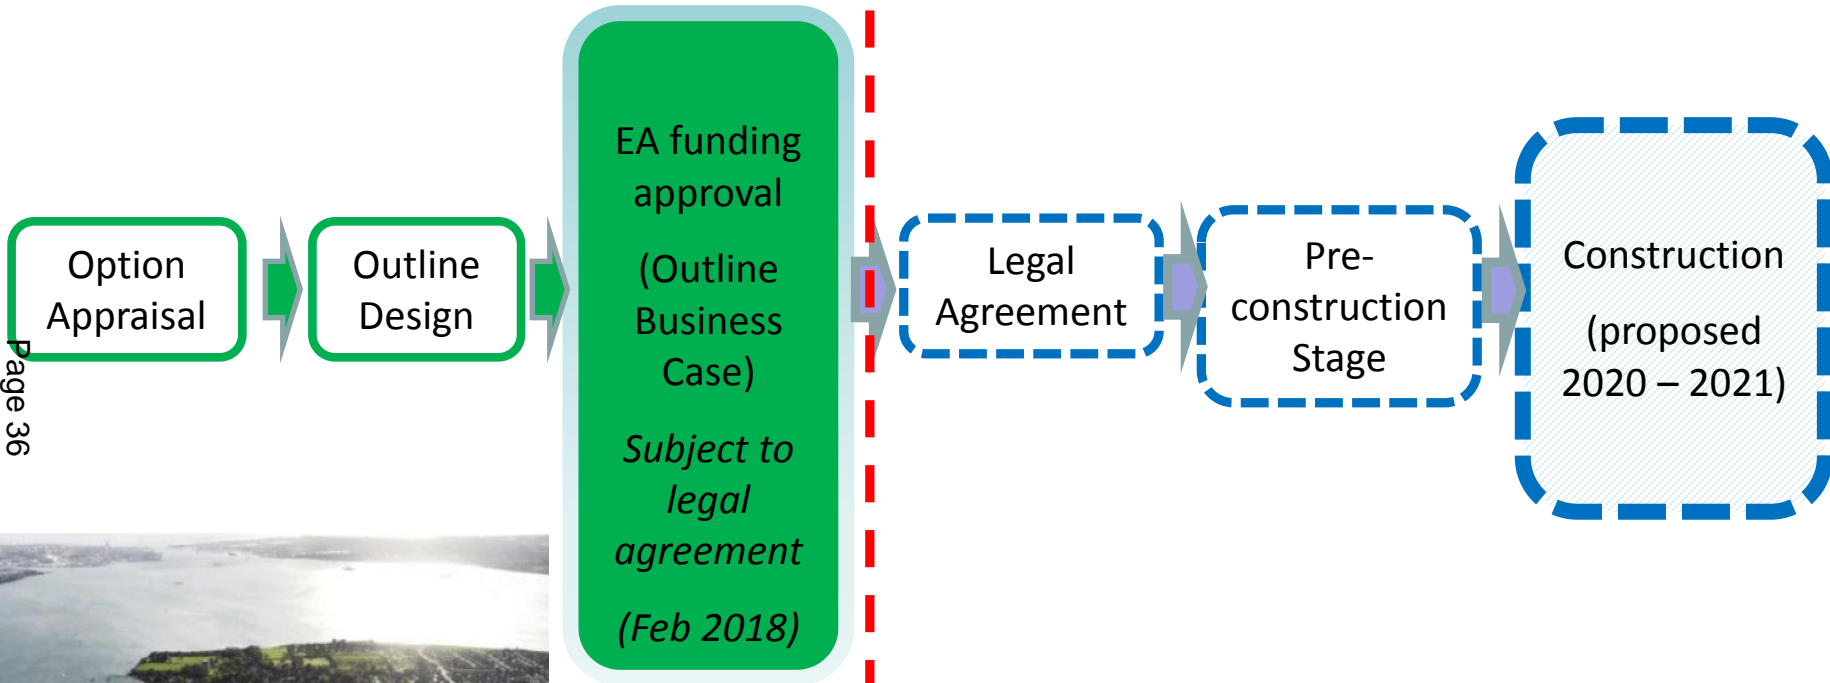 Option
Appraisal
Outline
Design
EA funding
approval
(Outline
Business
Case)
Subject to
legal
agreement
(Feb 2018)
Legal
Agreement
Pre-
construction
Stage
Construction
(proposed
2020 – 2021)
Page 36